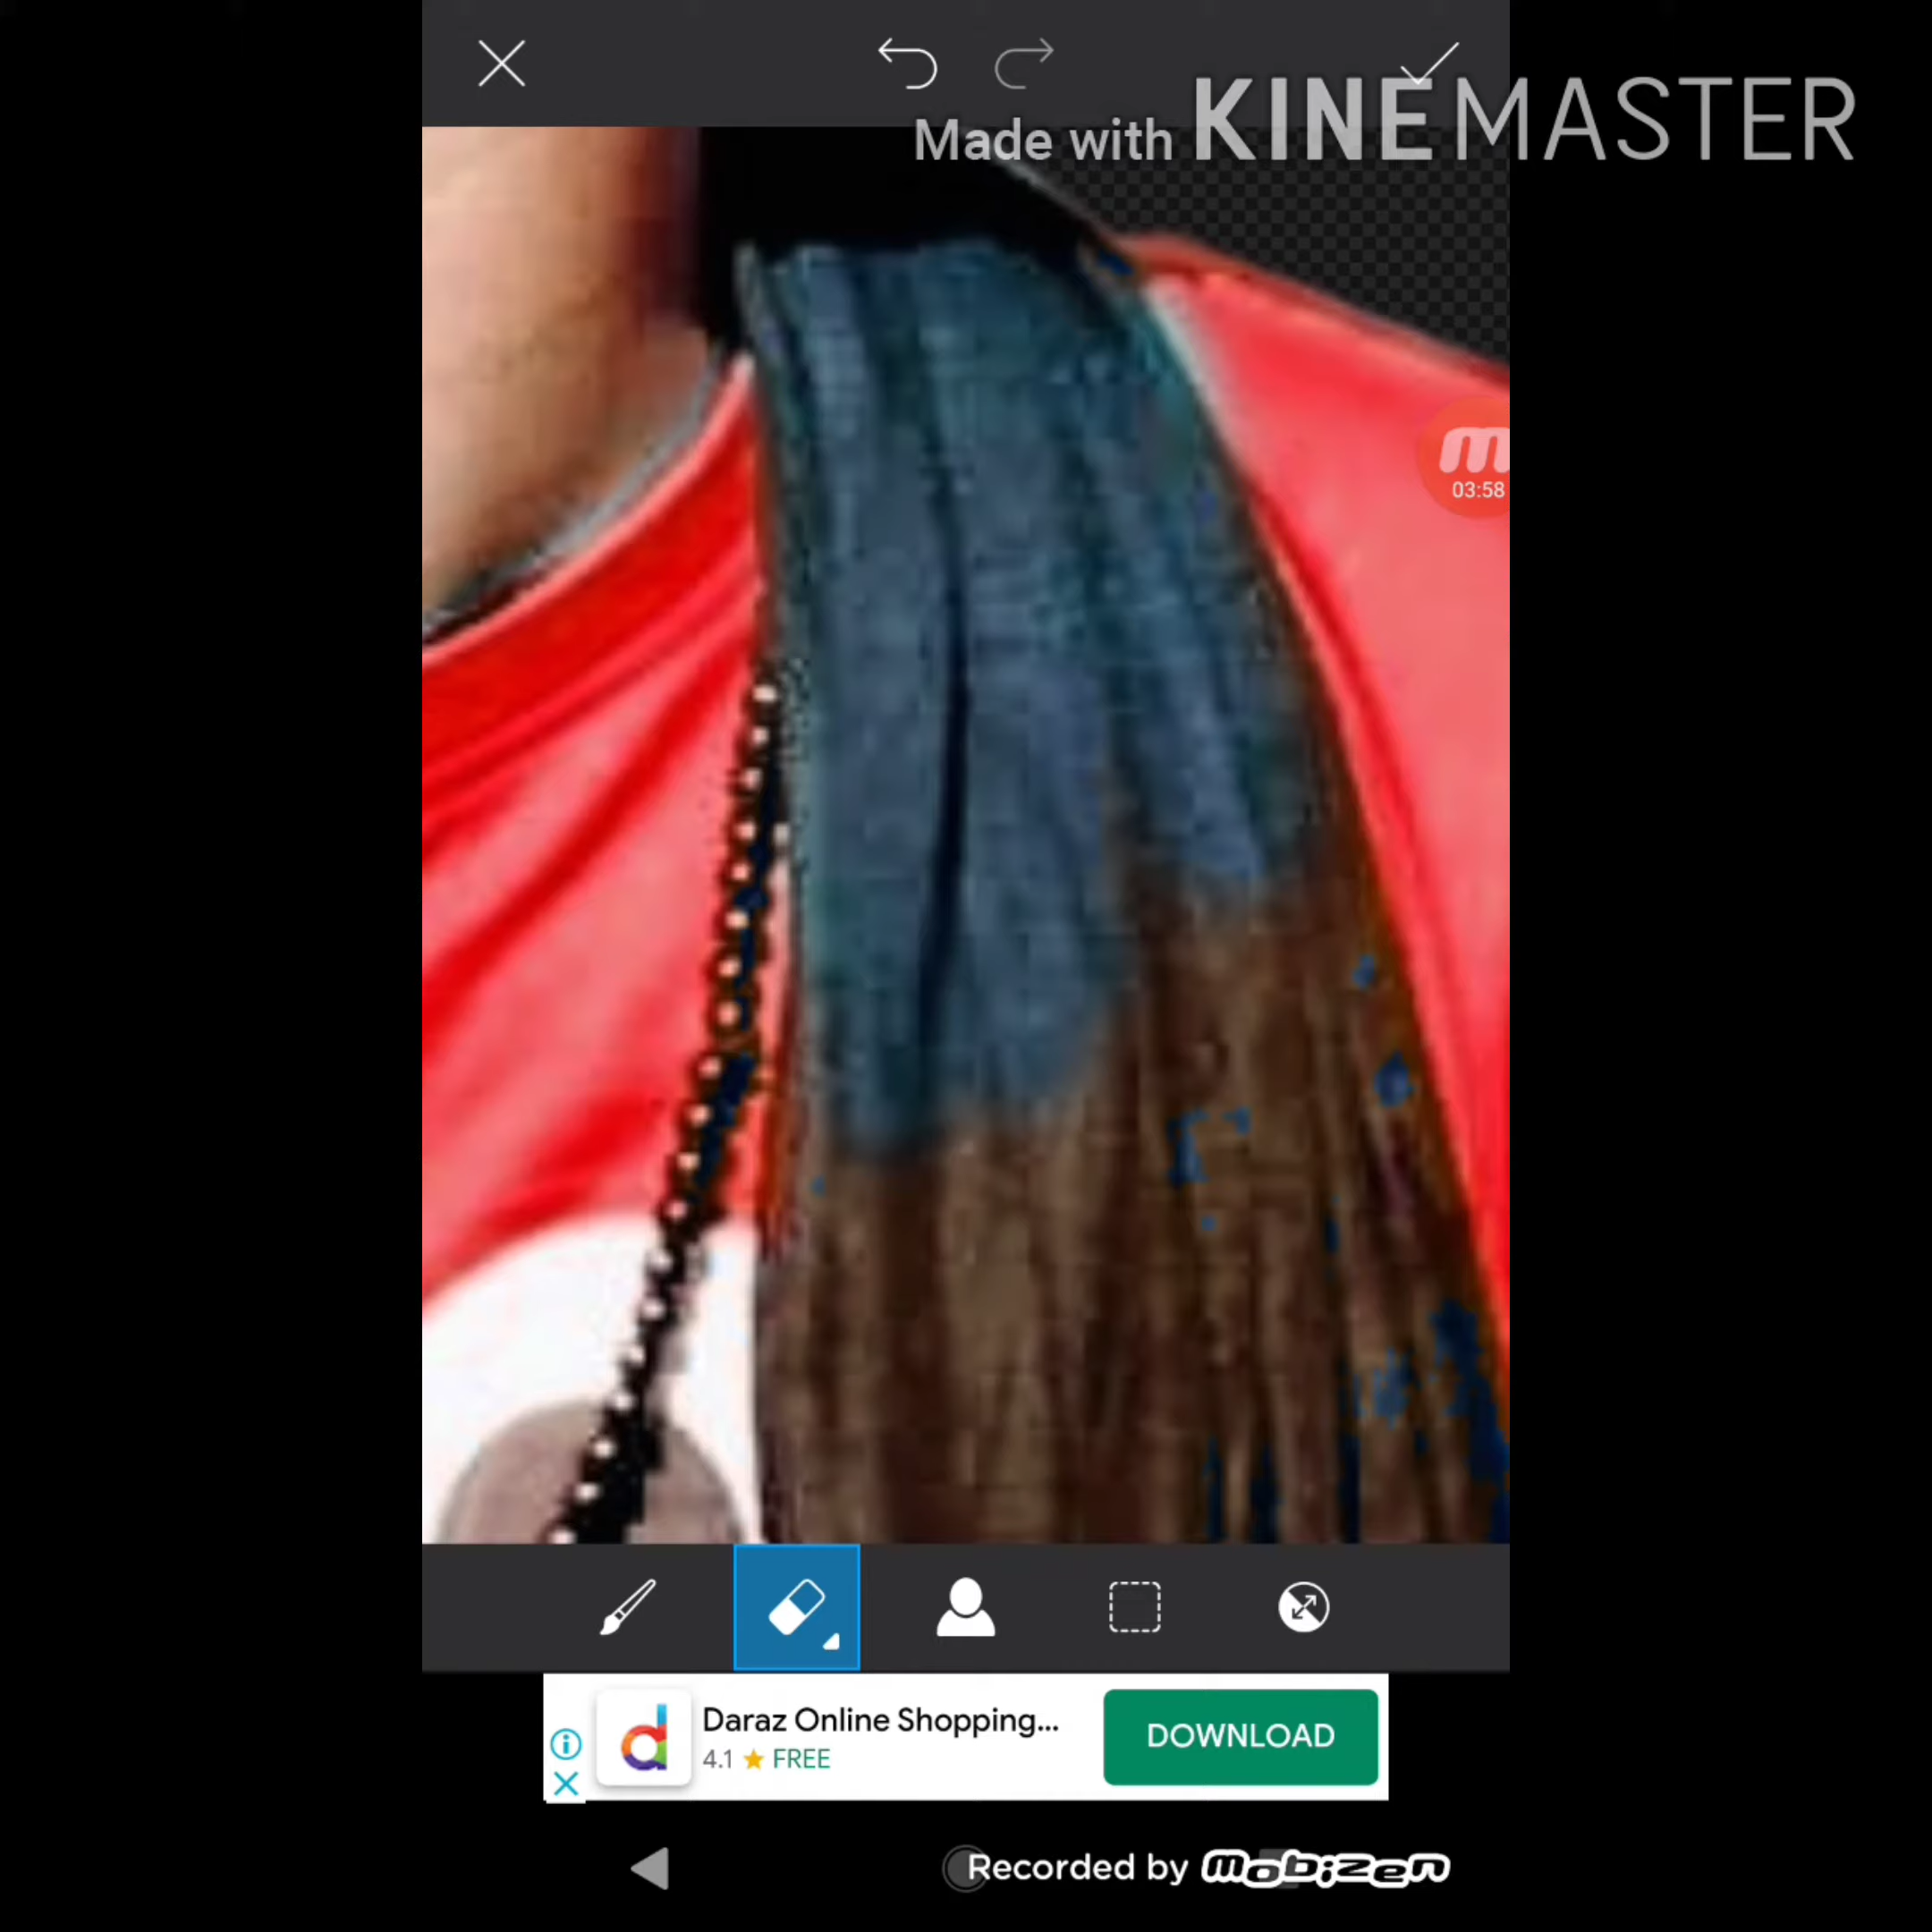 Made with KINEMASTER
m
03:58
d
Daraz Online Shopping...
4.1 ★ FREE
DOWNLOAD
Recorded by mobizen